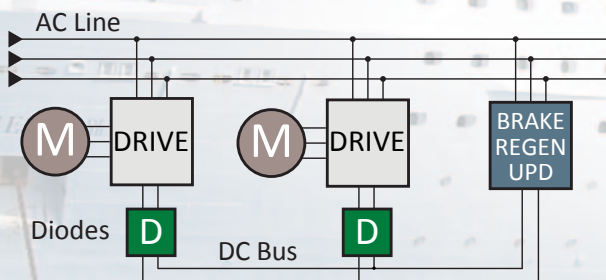 AC Line
M
DRIVE
M
DRIVE
BRAKE
REGEN
UPD
Diodes
D
D
DC Bus